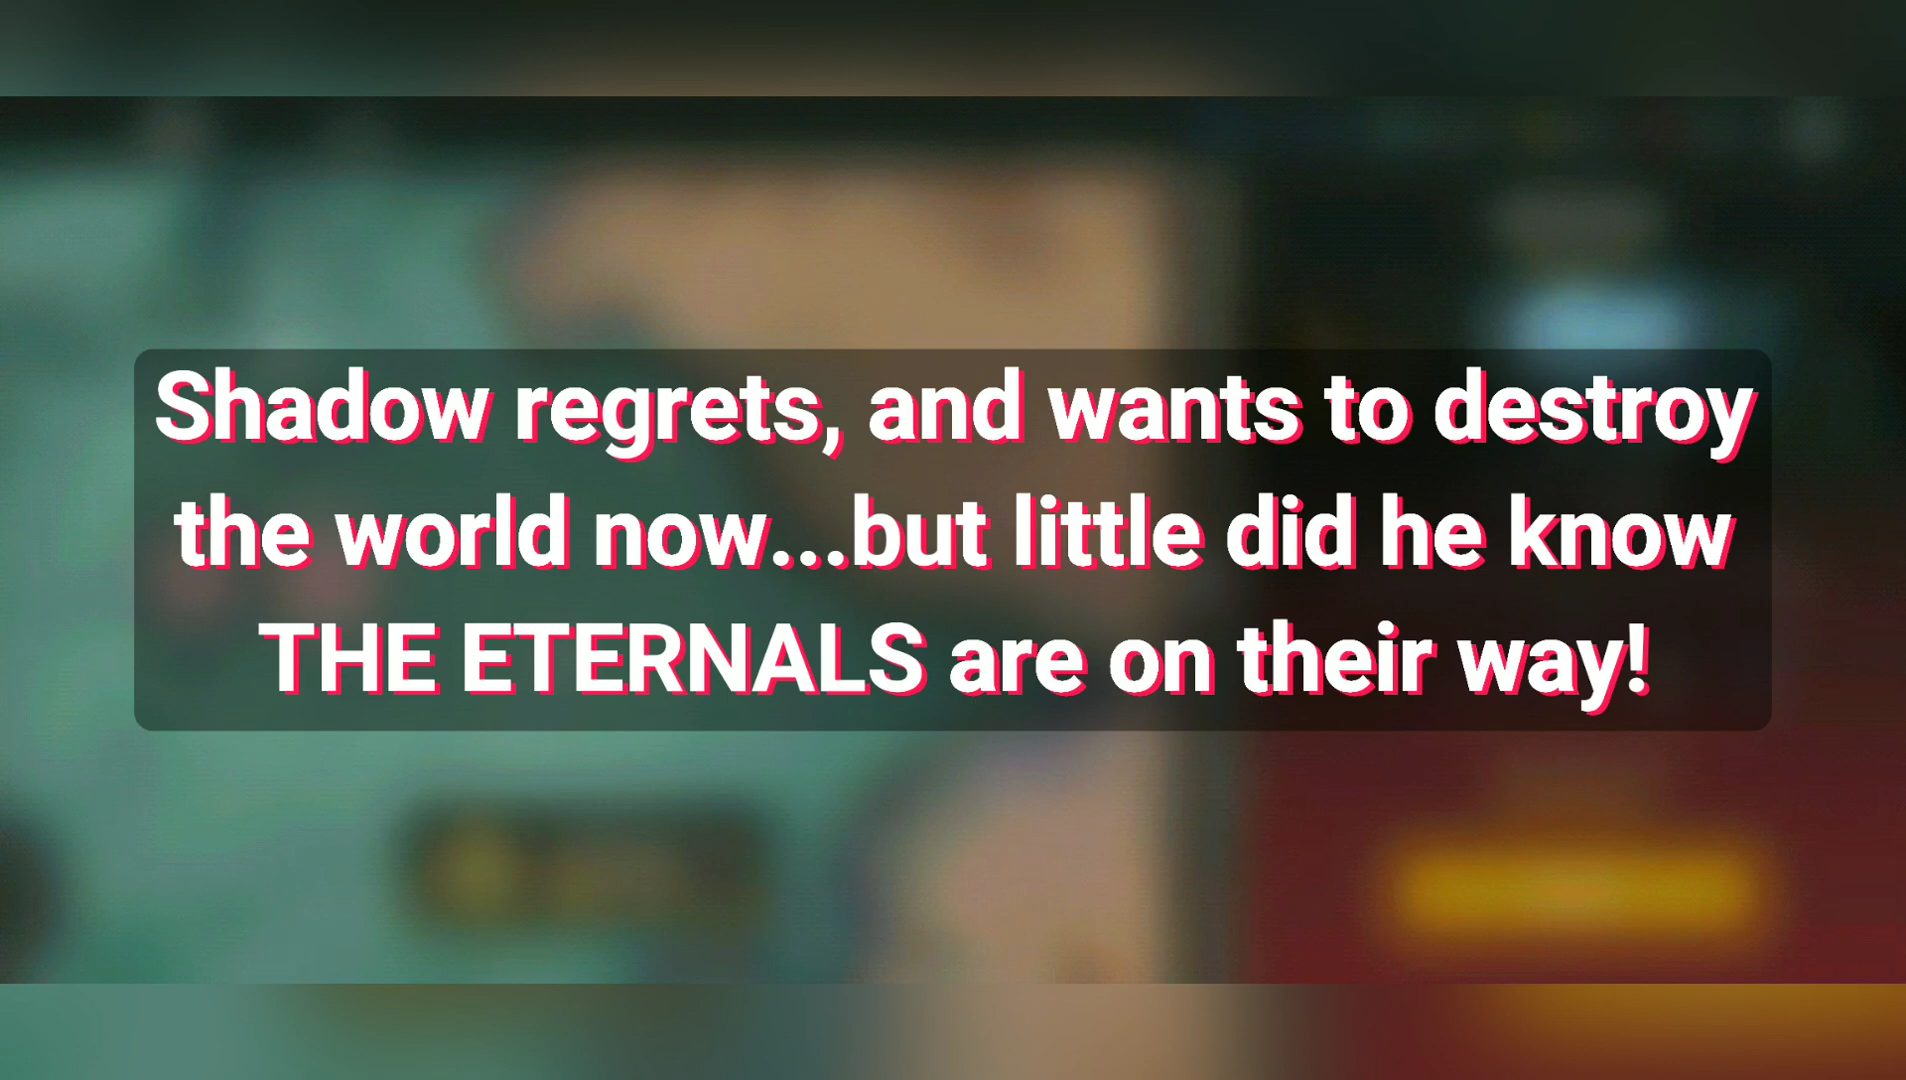 Shadow regrets, and wants to destroy
the world now...but little did he know
THE ETERNALS are on their way!